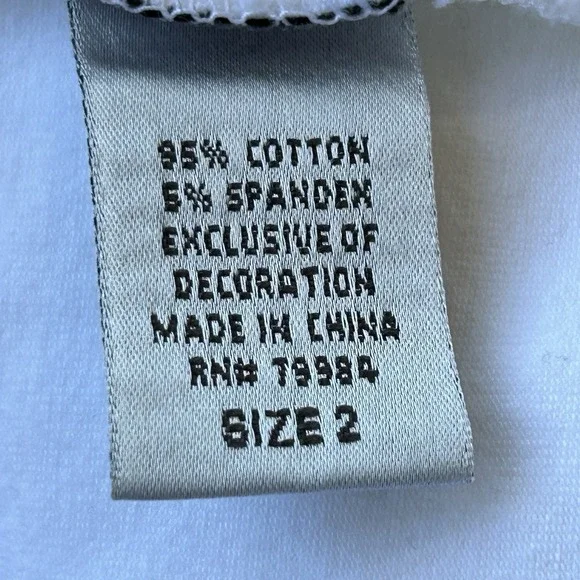 95% COTTON
5% SPANDEX
EXCLUSIVE OF
DECORATION
MADE IN CHINA
RN# 79984
SIZE 2